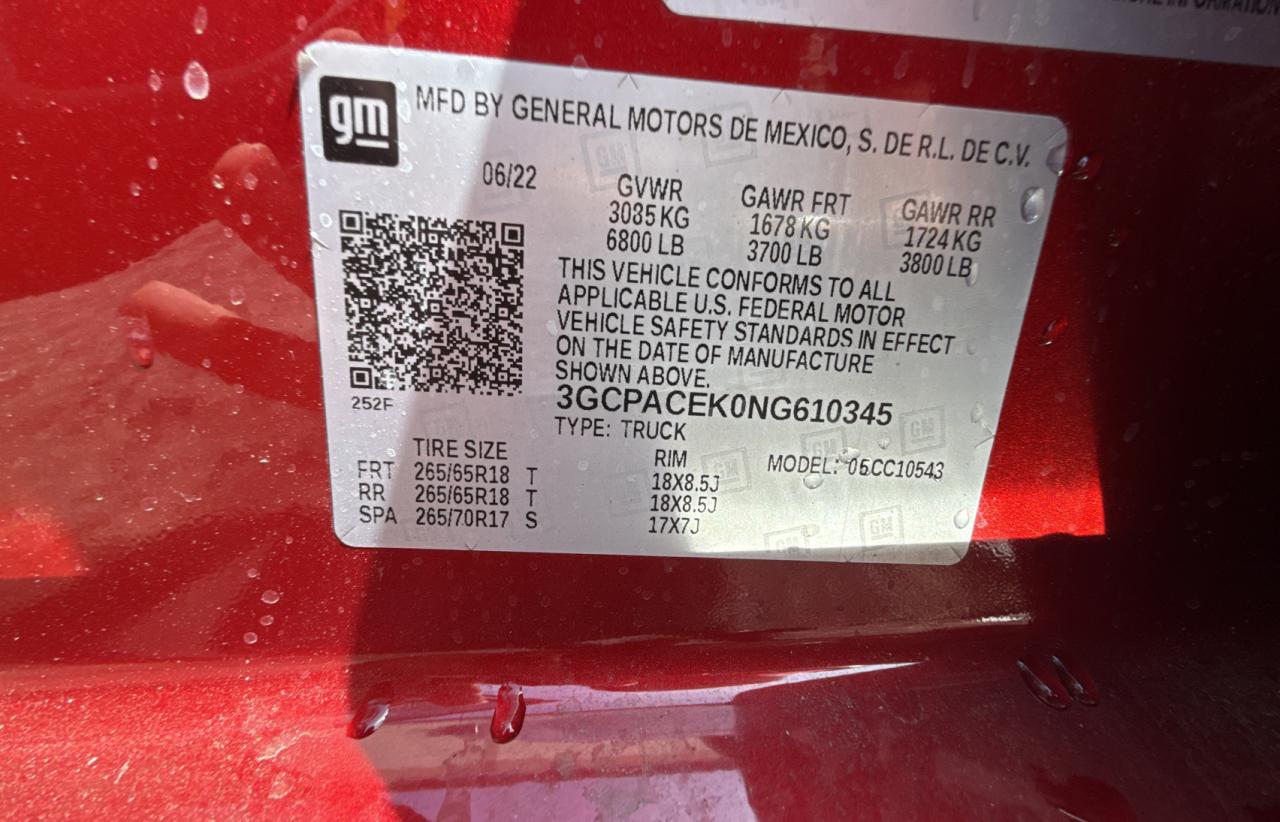 RE INFORMATION
gm
MFD BY GENERAL MOTORS DE MEXICO, S. DE R.L. DE C.V.
06/22
GVWR GAWR FRT GAWR RR
3085 KG 1678 KG 1724 KG
6800 LB 3700 LB 3800 LB
THIS VEHICLE CONFORMS TO ALL
APPLICABLE U.S. FEDERAL MOTOR
VEHICLE SAFETY STANDARDS IN EFFECT
ON THE DATE OF MANUFACTURE
SHOWN ABOVE.
252F
3GCPACEK0NG610345
TYPE: TRUCK
TIRE SIZE RIM MODEL: 06CC10543
FRT 265/65R18 T 18X8.5J
RR 265/65R18 T 18X8.5J
SPA 265/70R17 S 17X7J